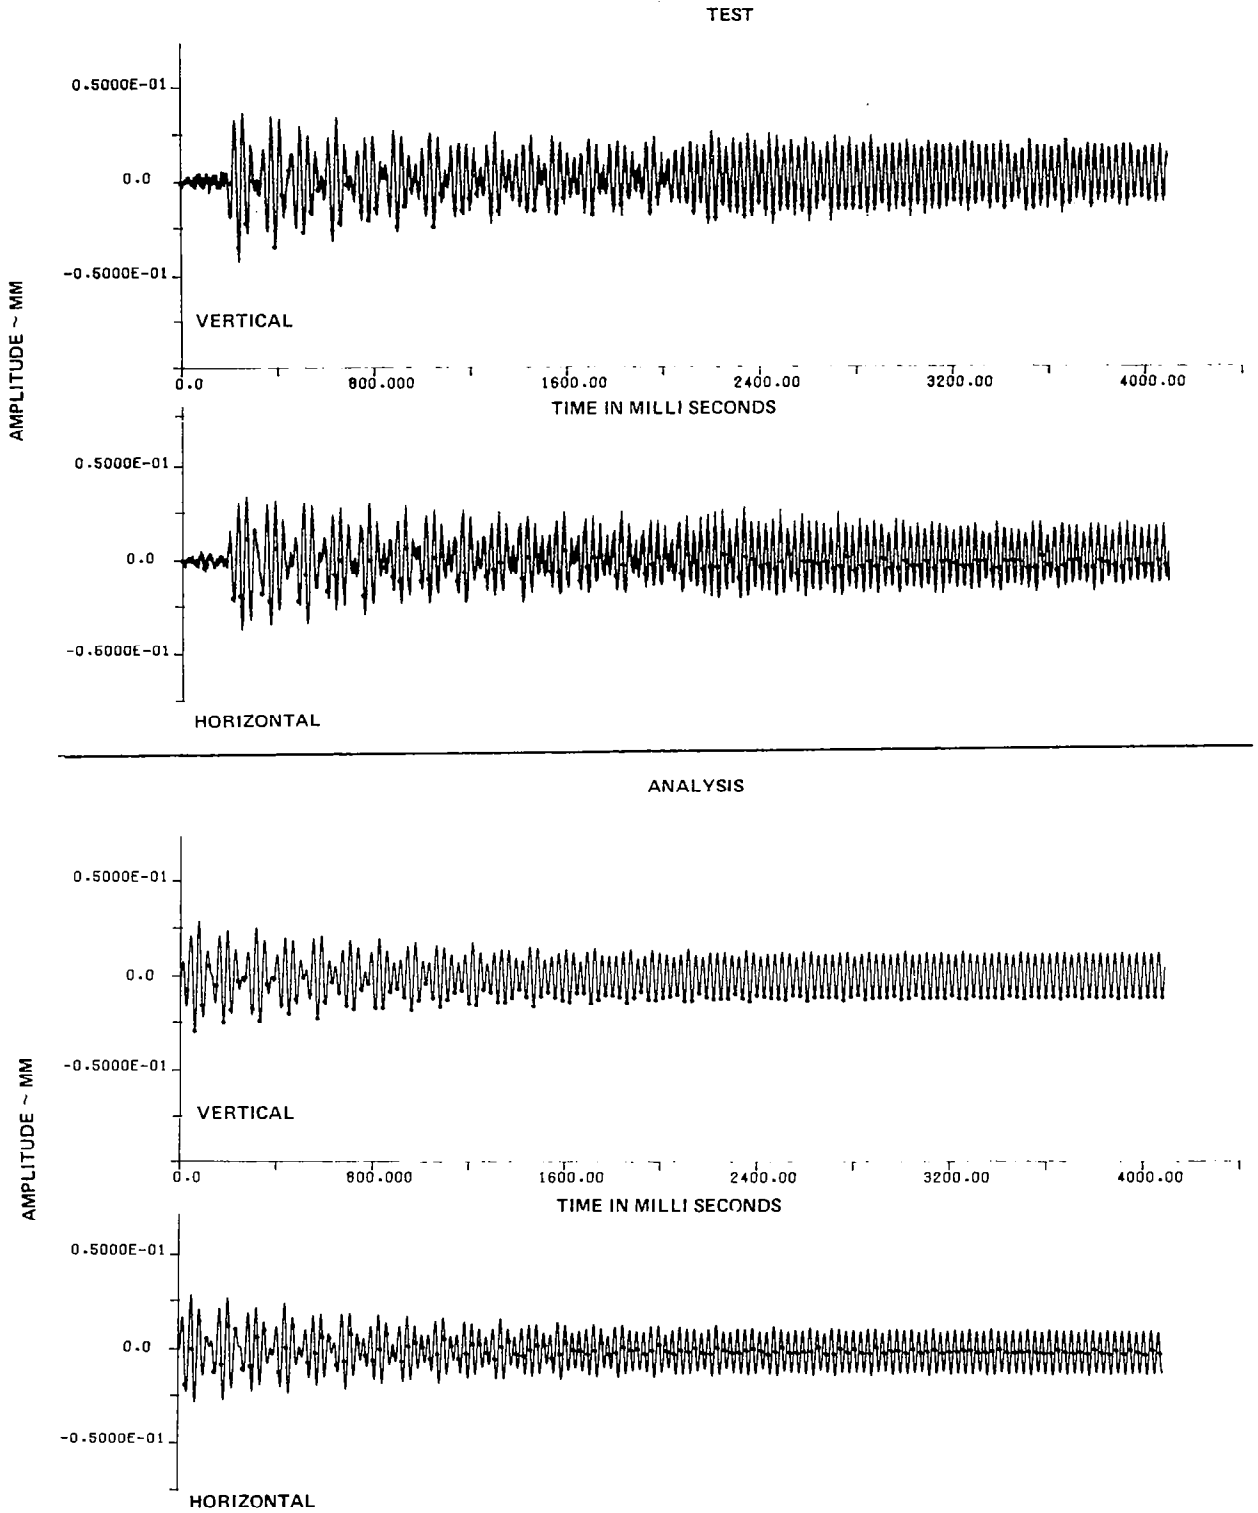 TEST
0.5000E-01
0.0
-0.5000E-01
VERTICAL
0.0 800.000 1600.00 2400.00 3200.00 4000.00
TIME IN MILLI SECONDS
AMPLITUDE ~ MM
0.5000E-01
0.0
-0.5000E-01
HORIZONTAL
ANALYSIS
0.5000E-01
0.0
-0.5000E-01
VERTICAL
0.0 800.000 1600.00 2400.00 3200.00 4000.00
TIME IN MILLI SECONDS
AMPLITUDE ~ MM
0.5000E-01
0.0
-0.5000E-01
HORIZONTAL